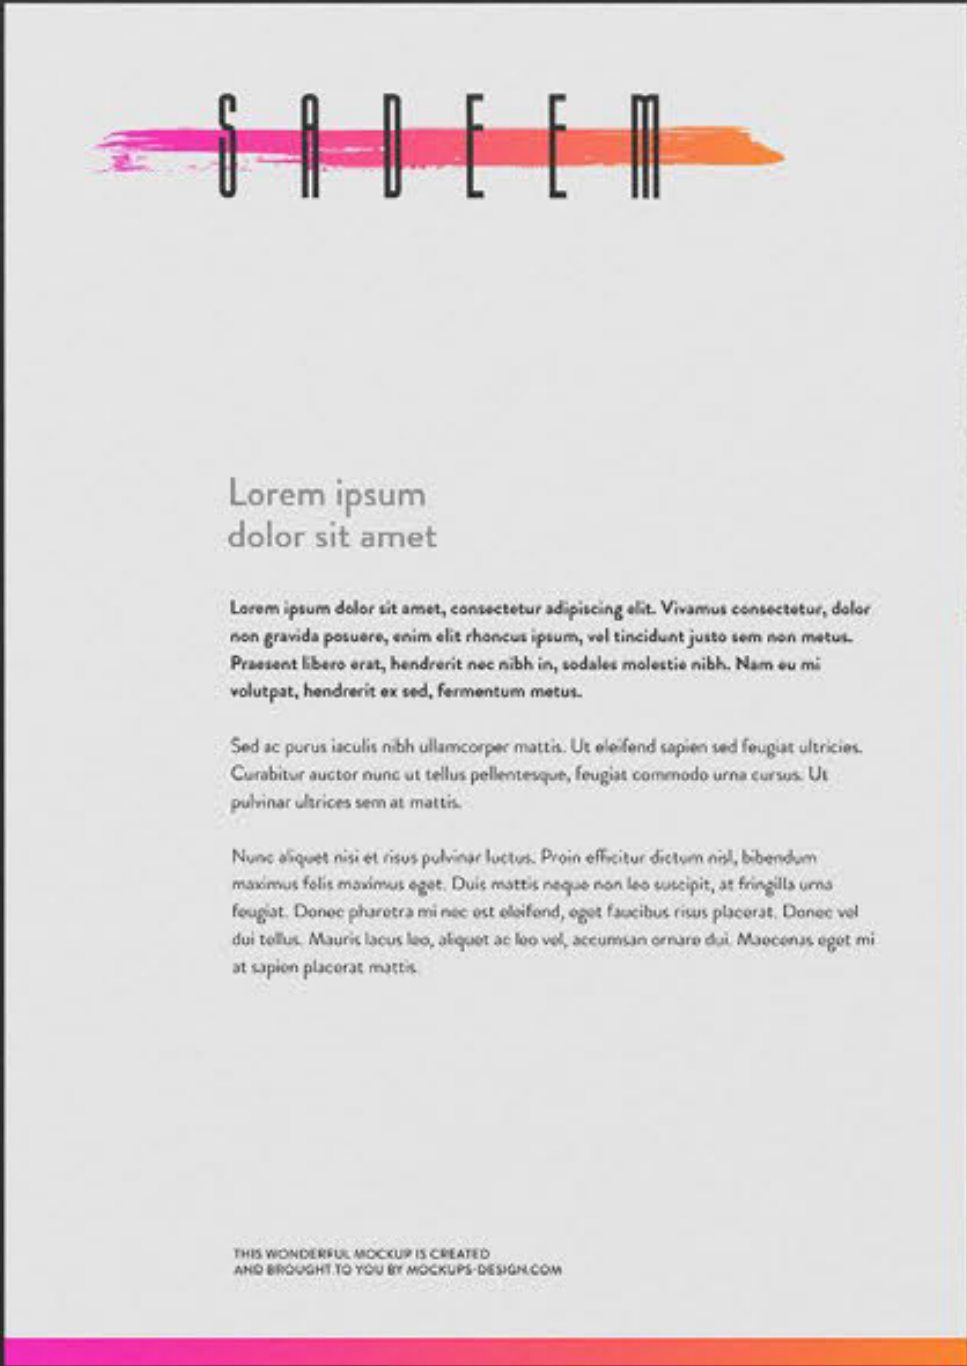 SADEEM
Lorem ipsum
dolor sit amet
Lorem ipsum dolor sit amet, consectetur adipiscing elit. Vivamus consectetur, dolor
non gravida posuere, enim elit rhoncus ipsum, vel tincidunt justo sem non metus.
Praesent libero erat, hendrerit nec nibh in, sodales molestie nibh. Nam eu mi
volutpat, hendrerit ex sed, fermentum metus.
Sed ac purus iaculis nibh ullamcorper mattis. Ut eleifend sapien sed feugiat ultricies.
Curabitur auctor nunc ut tellus pellentesque, feugiat commodo urna cursus. Ut
pulvinar ultrices sem at mattis.
Nunc aliquet nisi et risus pulvinar luctus. Proin efficitur dictum nisl, bibendum
maximus felis maximus eget. Duis mattis neque non leo suscipit, at fringilla urna
feugiat. Donec pharetra mi nec est eleifend, eget faucibus risus placerat. Donec vel
dui tellus. Mauris lacus leo, aliquet ac leo vel, accumsan ornare dui. Maecenas eget mi
at sapien placerat mattis.
THIS WONDERFUL MOCKUP IS CREATED
AND BROUGHT TO YOU BY MOCKUPS-DESIGN.COM